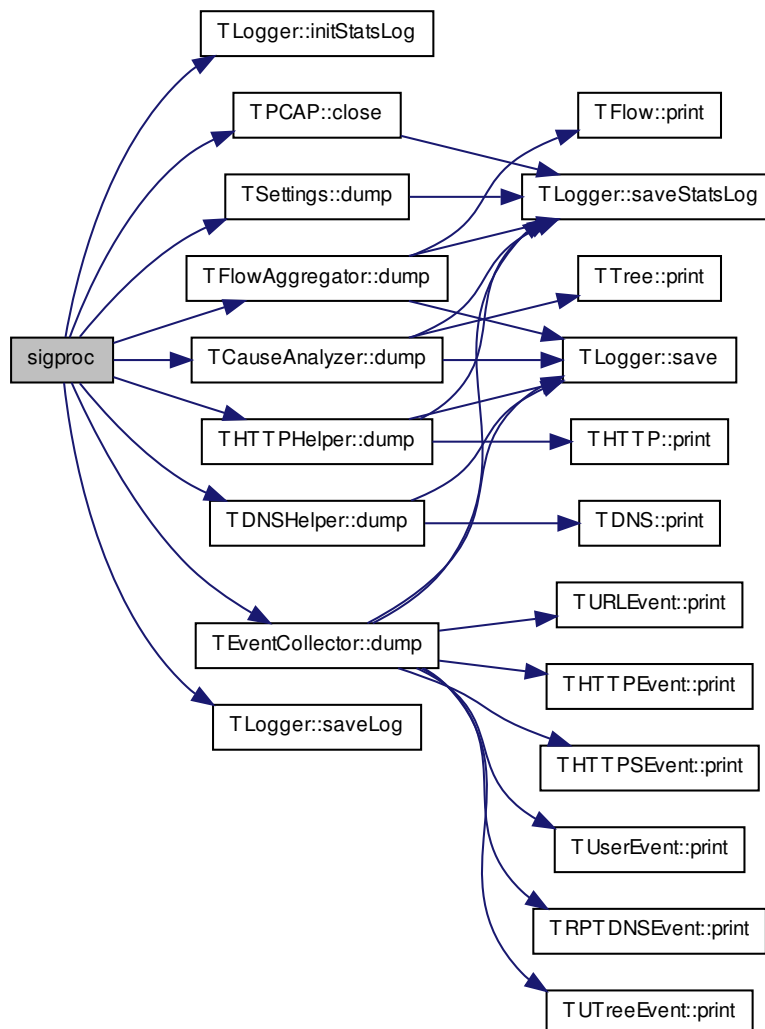 TLogger::initStatsLog
TPCAP::close
TFlow::print
TSettings::dump
TLogger::saveStatsLog
TFlowAggregator::dump
TTree::print
sigproc
TCauseAnalyzer::dump
TLogger::save
THTTPHelper::dump
THTTP::print
TDNSHelper::dump
TDNS::print
TURLEvent::print
TEventCollector::dump
THTTPEvent::print
TLogger::saveLog
THTTPSEvent::print
TUserEvent::print
TRPTDNSEvent::print
TUTreeEvent::print